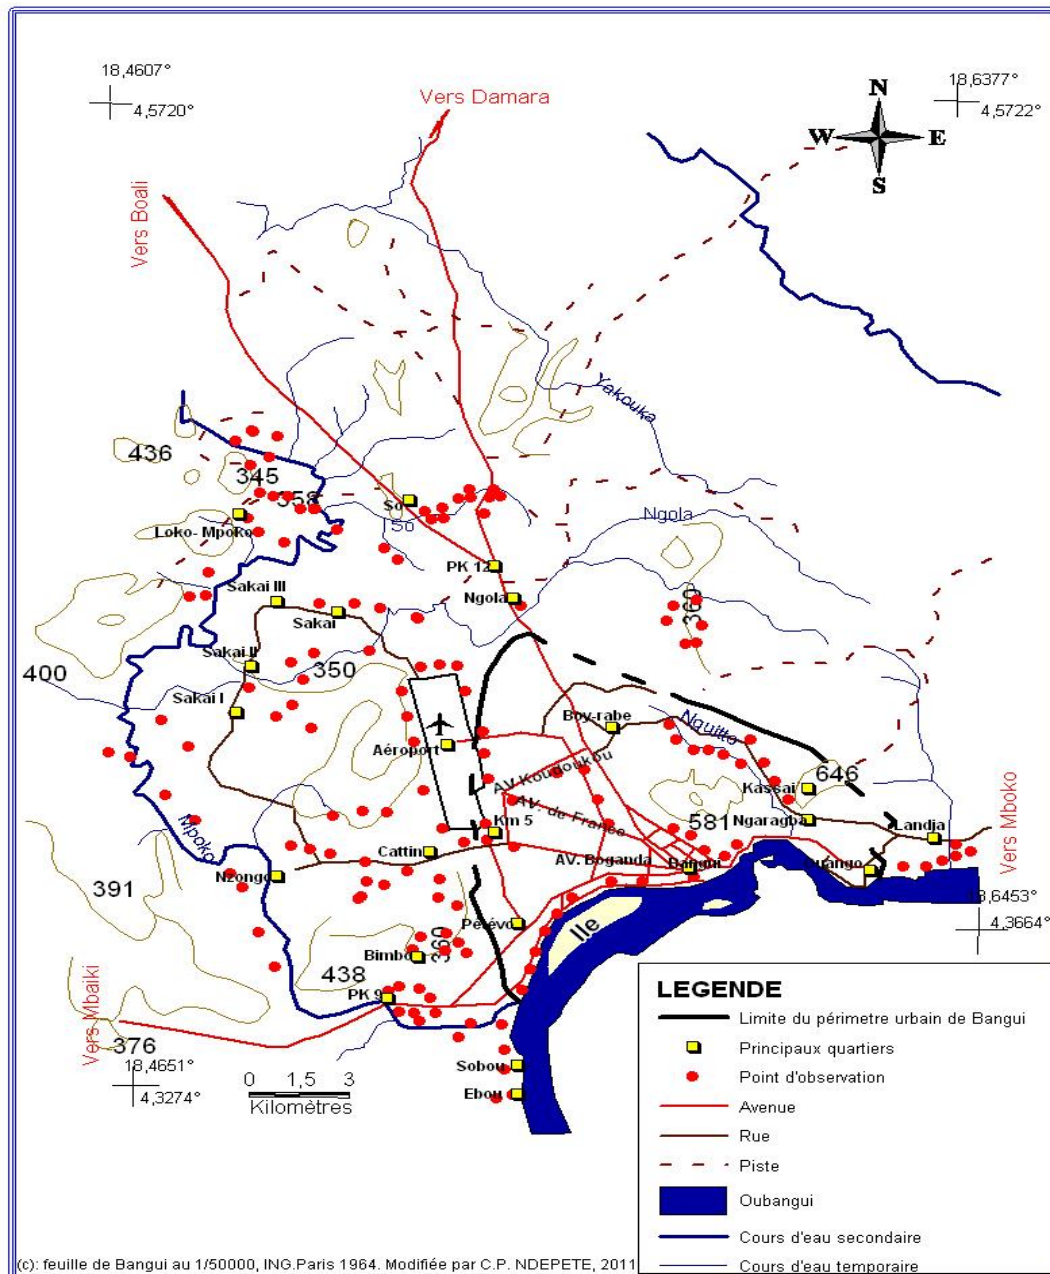 18,4607°
4,5720°
Vers Damara
18,6377°
4,5722°
N
W E
S
Vers Boali
Yakouka
436
345
358
So
So
Ngola
Loko- Mpoko
PK 12
Sakai III
Ngola
Sakai
360
Sakai II
350
400
Sakai I
Boy-rabe
Nguitto
Aéroport
AV Koudoukou
646
Kassai
Mpoko
AV. de France
Km 5
581
Ngaragba
Landja
Vers Mboko
Cattin
AV. Boganda
Bangui
Ouango
Nzongo
391
18,6453°
4,3664°
Pétévo
Ile
360
Bimbo
438
PK 9
Vers Mbaiki
376
18,4651°
4,3274°
0 1,5 3
Kilomètres
Sobou
Ebou
LEGENDE
Limite du périmetre urbain de Bangui
Principaux quartiers
Point d'observation
Avenue
Rue
Piste
Oubangui
Cours d'eau secondaire
Cours d'eau temporaire
(c): feuille de Bangui au 1/50000, ING.Paris 1964. Modifiée par C.P. NDEPETE, 2011